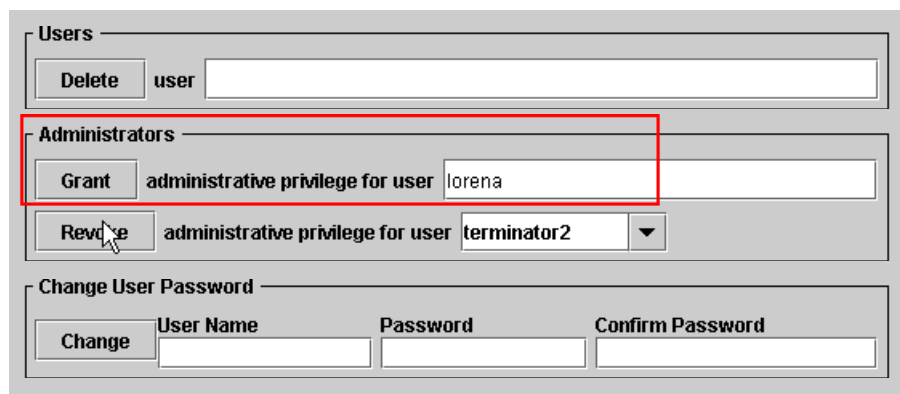 Users
Delete user
Administrators
Grant administrative privilege for user lorena
Revoke administrative privilege for user terminator2
Change User Password
User Name Password Confirm Password
Change